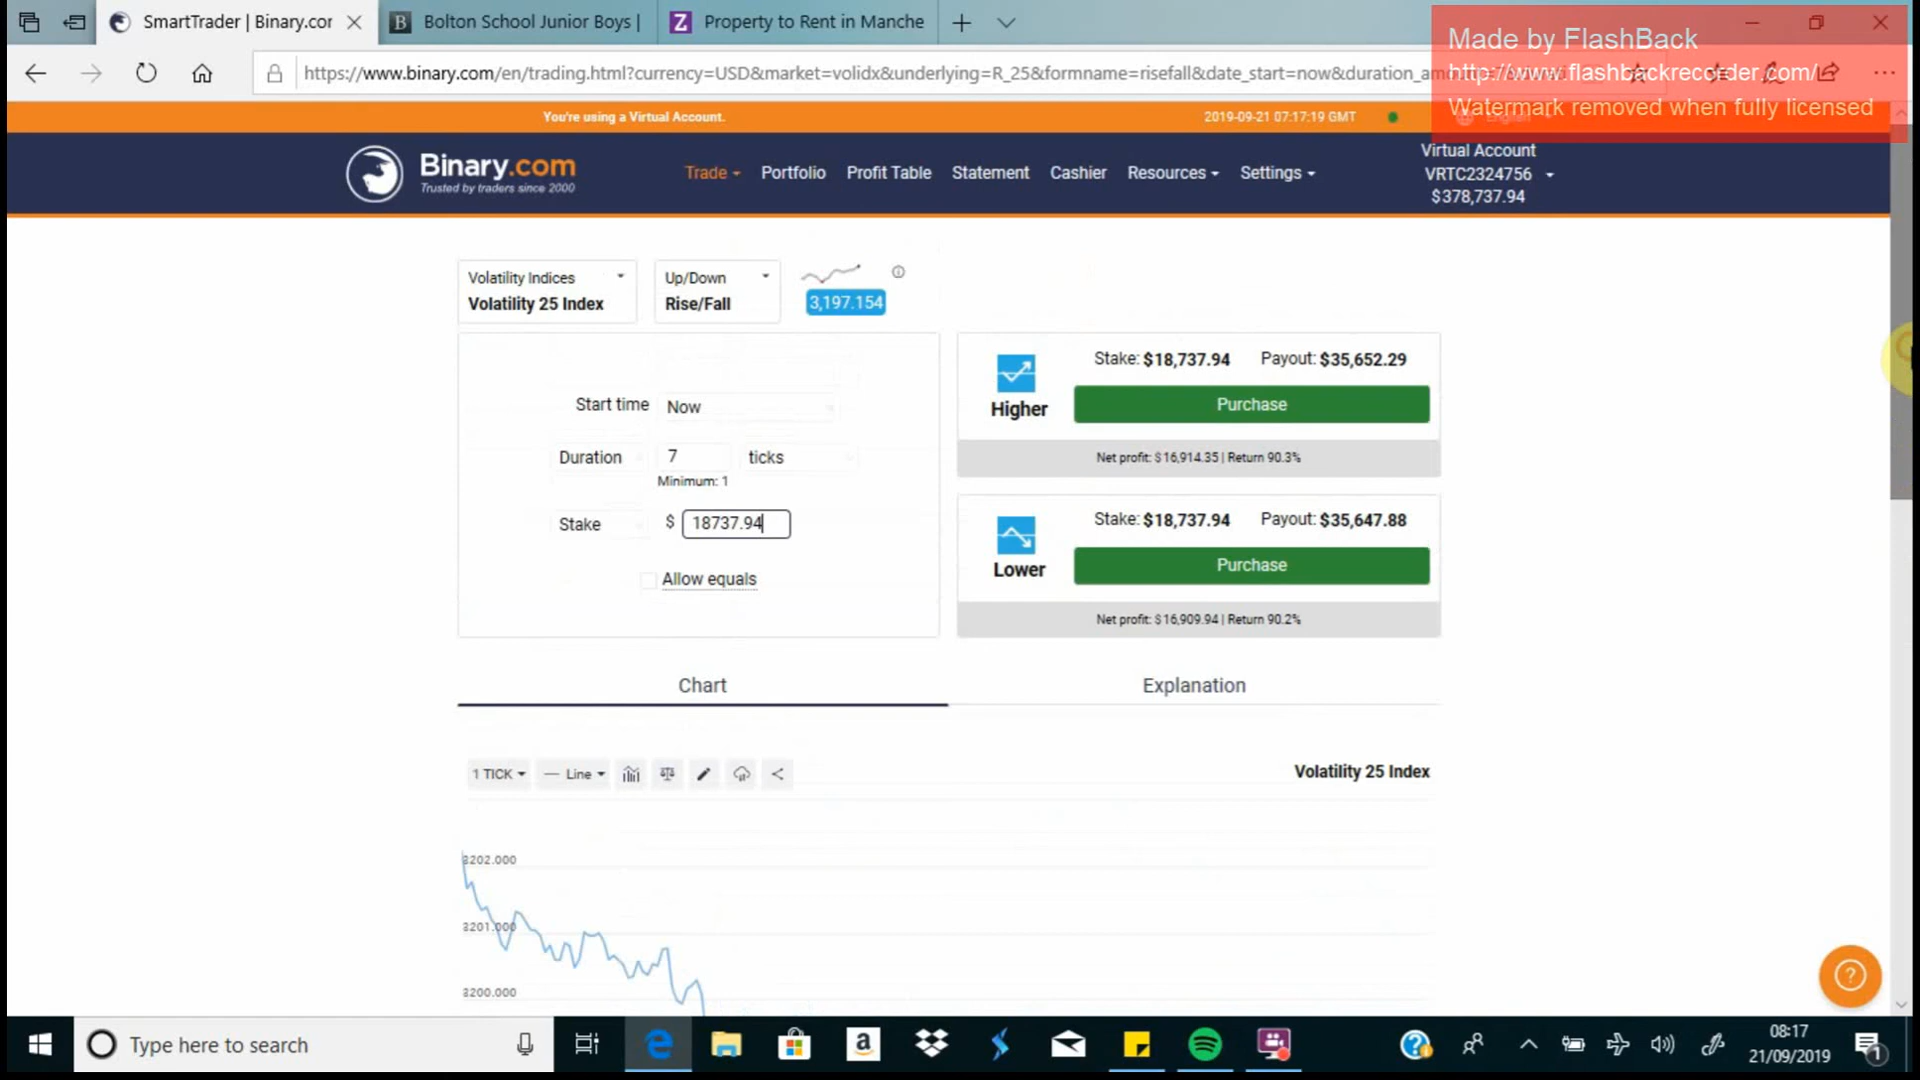 SmartTrader | Binary.cor
Bolton School Junior Boys |
Property to Rent in Manche
Made by FlashBack
http://www.flashbackrecorder.com/
Watermark removed when fully licensed
https://www.binary.com/en/trading.html?currency=USD&market=volidx&underlying=R_25&formname=risefall&date_start=now&duration_am
You're using a Virtual Account.
2019-09-21 07:17:19 GMT
Binary.com
Trusted by traders since 2000
Trade
Portfolio
Profit Table
Statement
Cashier
Resources
Settings
Virtual Account
VRTC2324756
$378,737.94
Volatility Indices
Volatility 25 Index
Up/Down
Rise/Fall
3,197.154
Start time
Now
Duration
7
ticks
Minimum: 1
Stake
$
18737.94
Allow equals
Stake: $18,737.94 Payout: $35,652.29
Higher
Purchase
Net profit: $16,914.35 | Return 90.3%
Stake: $18,737.94 Payout: $35,647.88
Lower
Purchase
Net profit: $16,909.94 | Return 90.2%
Chart
Explanation
1 TICK
Line
Volatility 25 Index
3202.000
3201.000
3200.000
Type here to search
08:17
21/09/2019
1